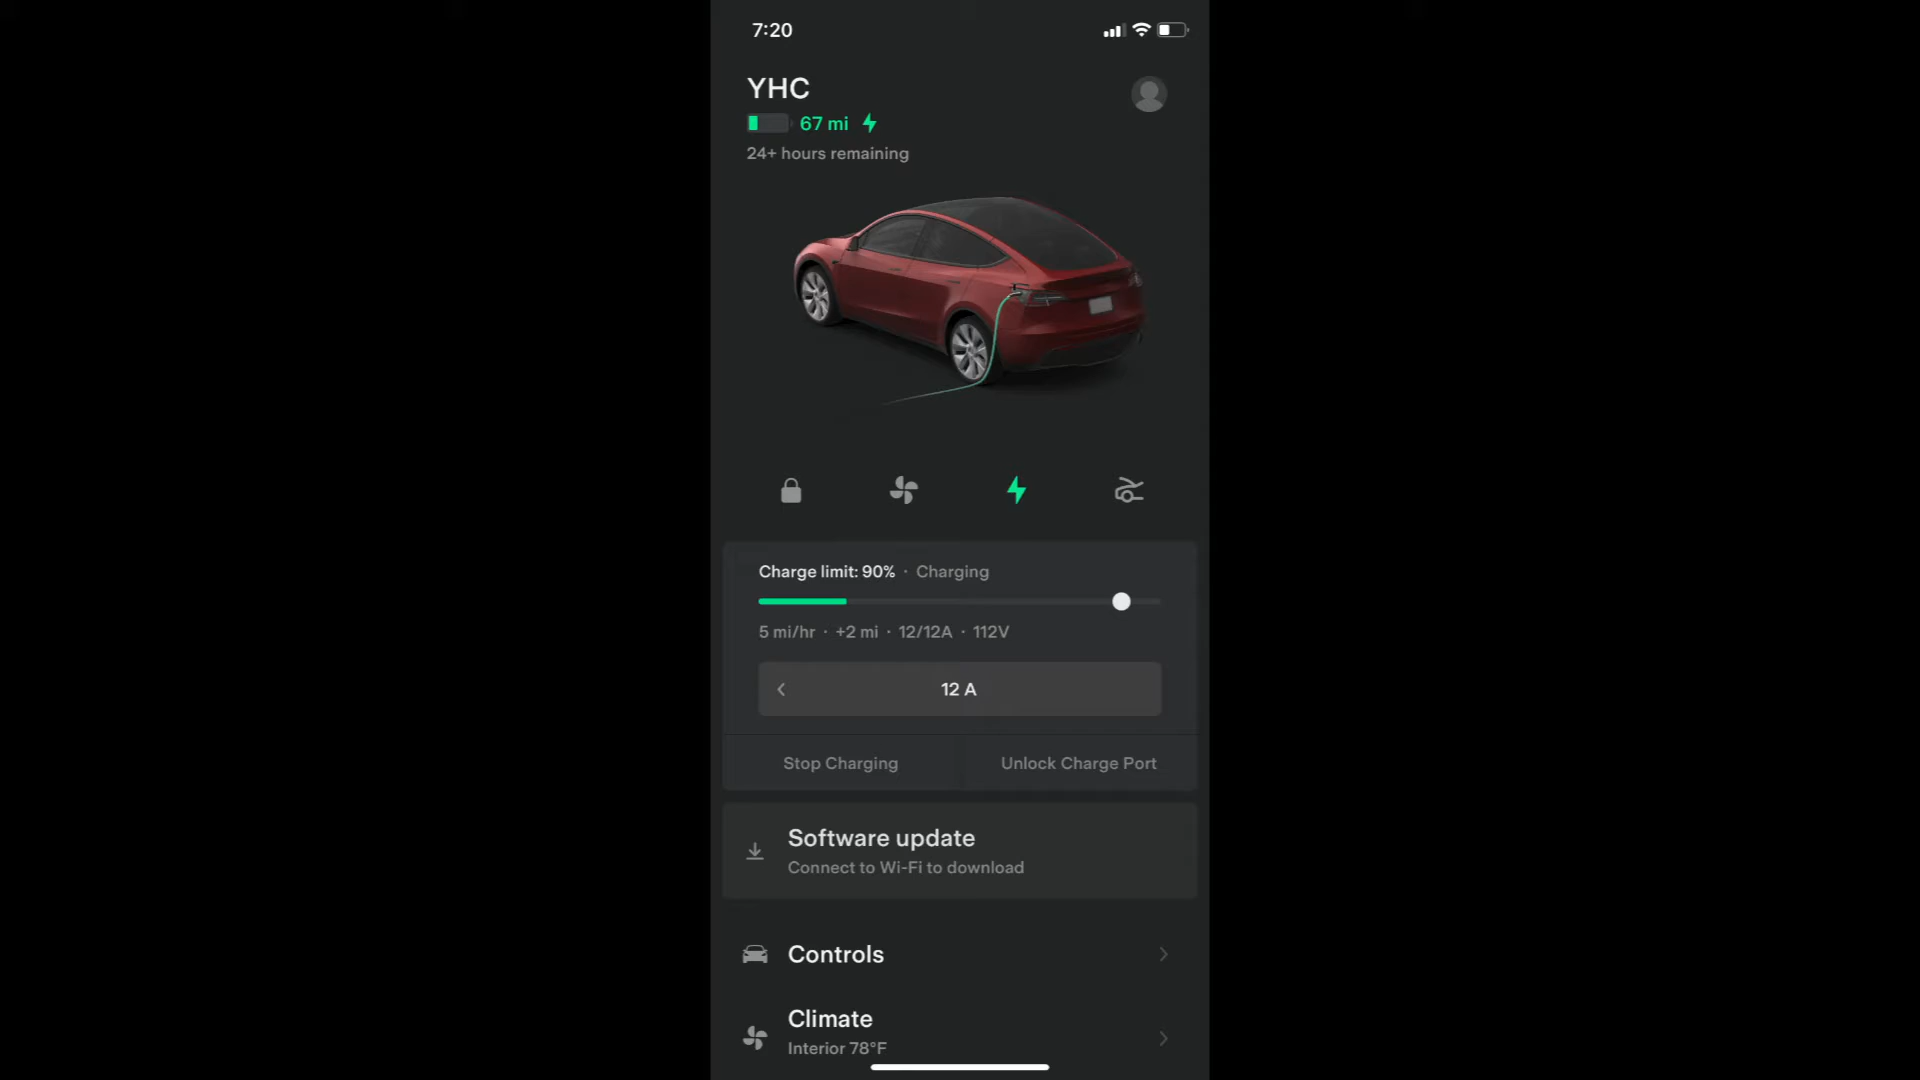 7:20
YHC
67 mi
24+ hours remaining
Charge limit: 90% · Charging
5 mi/hr · +2 mi · 12/12A · 112V
12 A
Stop Charging
Unlock Charge Port
Software update
Connect to Wi-Fi to download
Controls
Climate
Interior 78°F